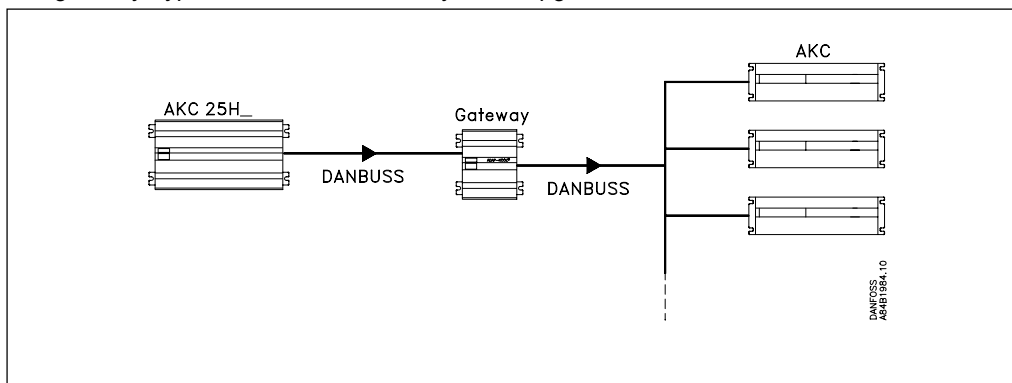 AKC
AKC 25H_
Gateway
DANBUSS
DANBUSS
DANFOSS
A84B1984.10